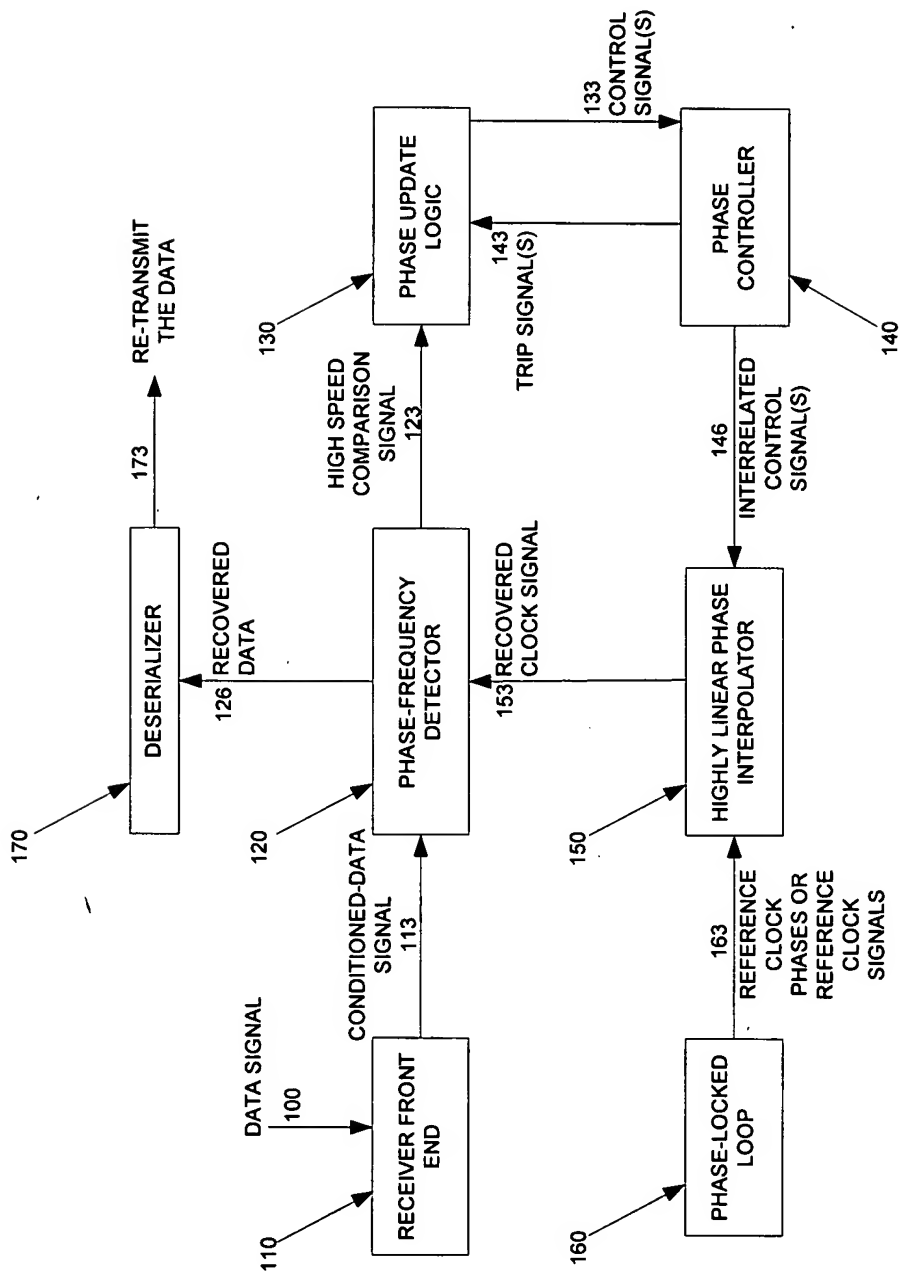 RE-TRANSMIT
THE DATA
173
DESERIALIZER
170
126
RECOVERED
DATA
DATA SIGNAL
100
RECEIVER FRONT
END
110
CONDITIONED-DATA
SIGNAL
113
PHASE-FREQUENCY
DETECTOR
120
HIGH SPEED
COMPARISON
SIGNAL
123
PHASE UPDATE
LOGIC
130
143
TRIP SIGNAL(S)
133
CONTROL
SIGNAL(S)
153
RECOVERED
CLOCK SIGNAL
PHASE-LOCKED
LOOP
160
163
REFERENCE
CLOCK
PHASES OR
REFERENCE
CLOCK
SIGNALS
HIGHLY LINEAR PHASE
INTERPOLATOR
150
146
INTERRELATED
CONTROL
SIGNAL(S)
PHASE
CONTROLLER
140